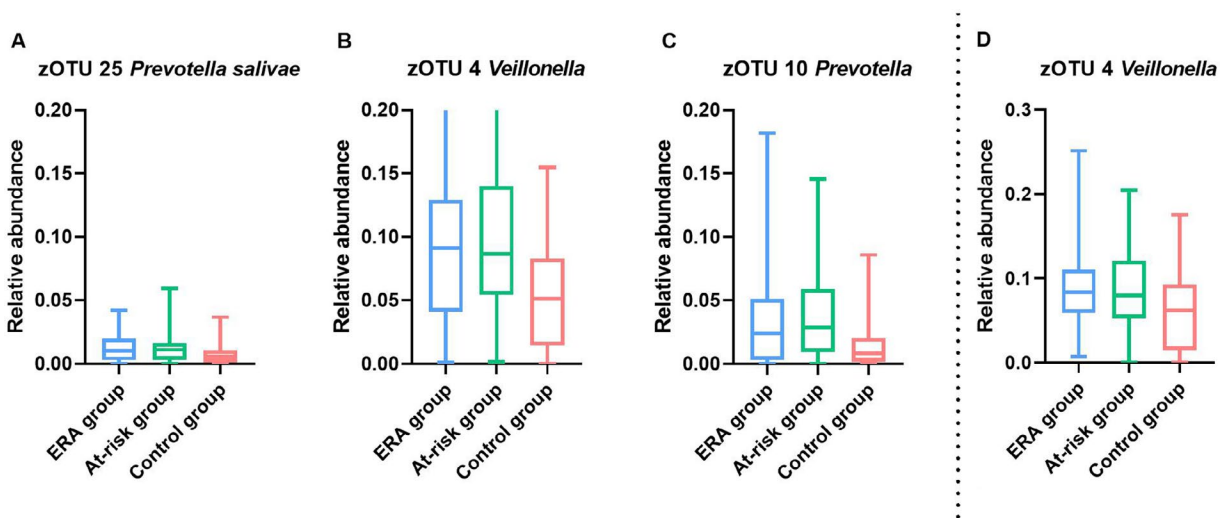 A
zOTU 25 Prevotella salivae
Relative abundance
0.20
0.15
0.10
0.05
0.00
ERA group
At-risk group
Control group
B
zOTU 4 Veillonella
Relative abundance
0.20
0.15
0.10
0.05
0.00
ERA group
At-risk group
Control group
C
zOTU 10 Prevotella
Relative abundance
0.20
0.15
0.10
0.05
0.00
ERA group
At-risk group
Control group
D
zOTU 4 Veillonella
Relative abundance
0.3
0.2
0.1
0.0
ERA group
At-risk group
Control group